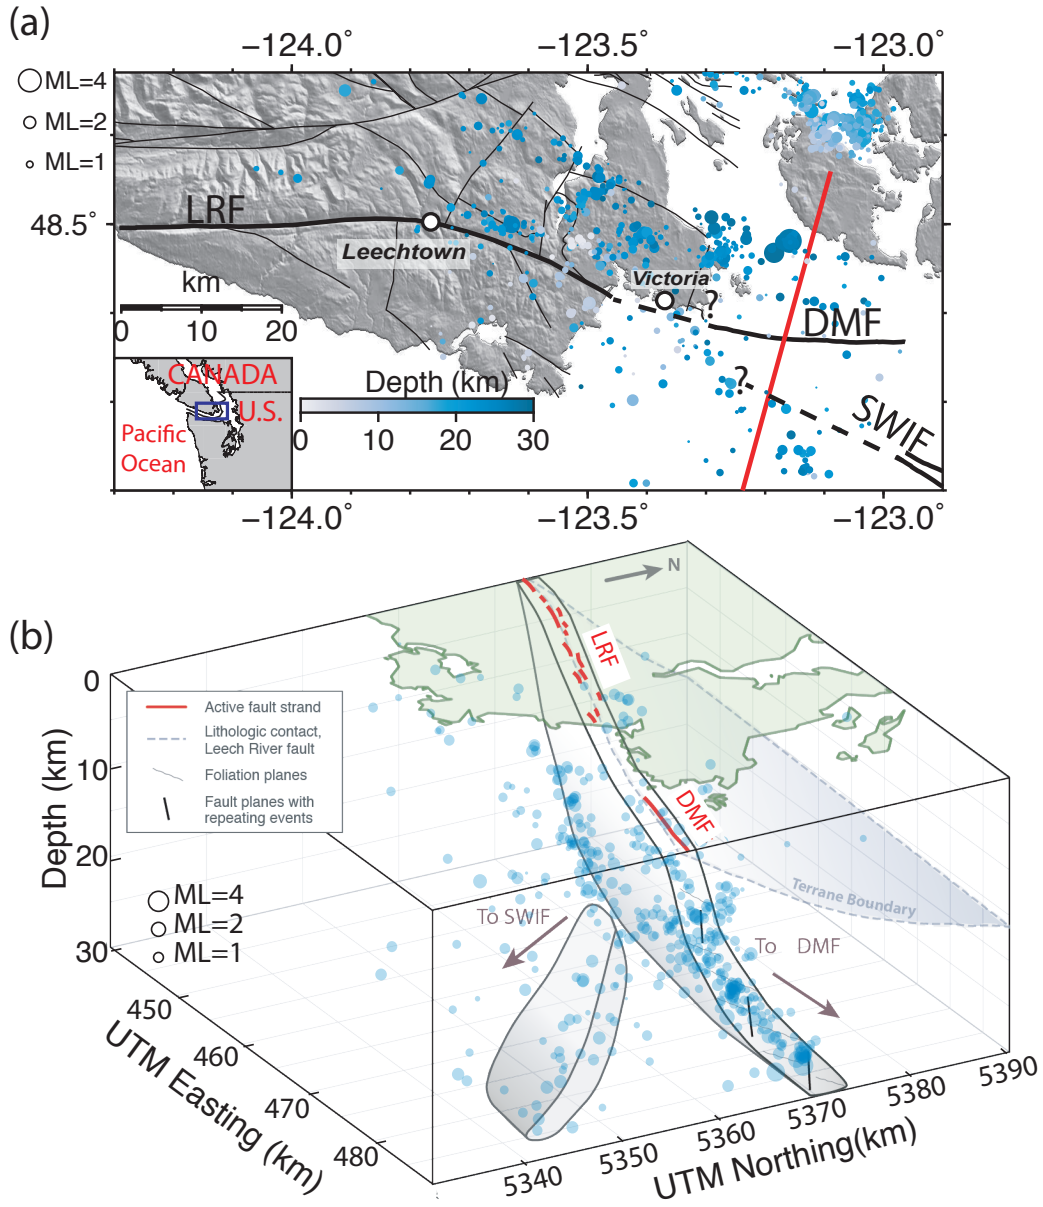 (a)
−124.0°
−123.5°
−123.0°
ML=4
ML=2
ML=1
48.5°
LRF
Leechtown
Victoria
?
DMF
?
SWIF
km
0
10
20
CANADA
U.S.
Pacific
Ocean
Depth (km)
0
10
20
30
−124.0°
−123.5°
−123.0°
(b)
N
LRF
DMF
Active fault strand
Lithologic contact,
Leech River fault
Foliation planes
Fault planes with
repeating events
Terrane Boundary
To SWIF
To DMF
ML=4
ML=2
ML=1
Depth (km)
0
10
20
30
UTM Easting (km)
450
460
470
480
UTM Northing(km)
5340
5350
5360
5370
5380
5390